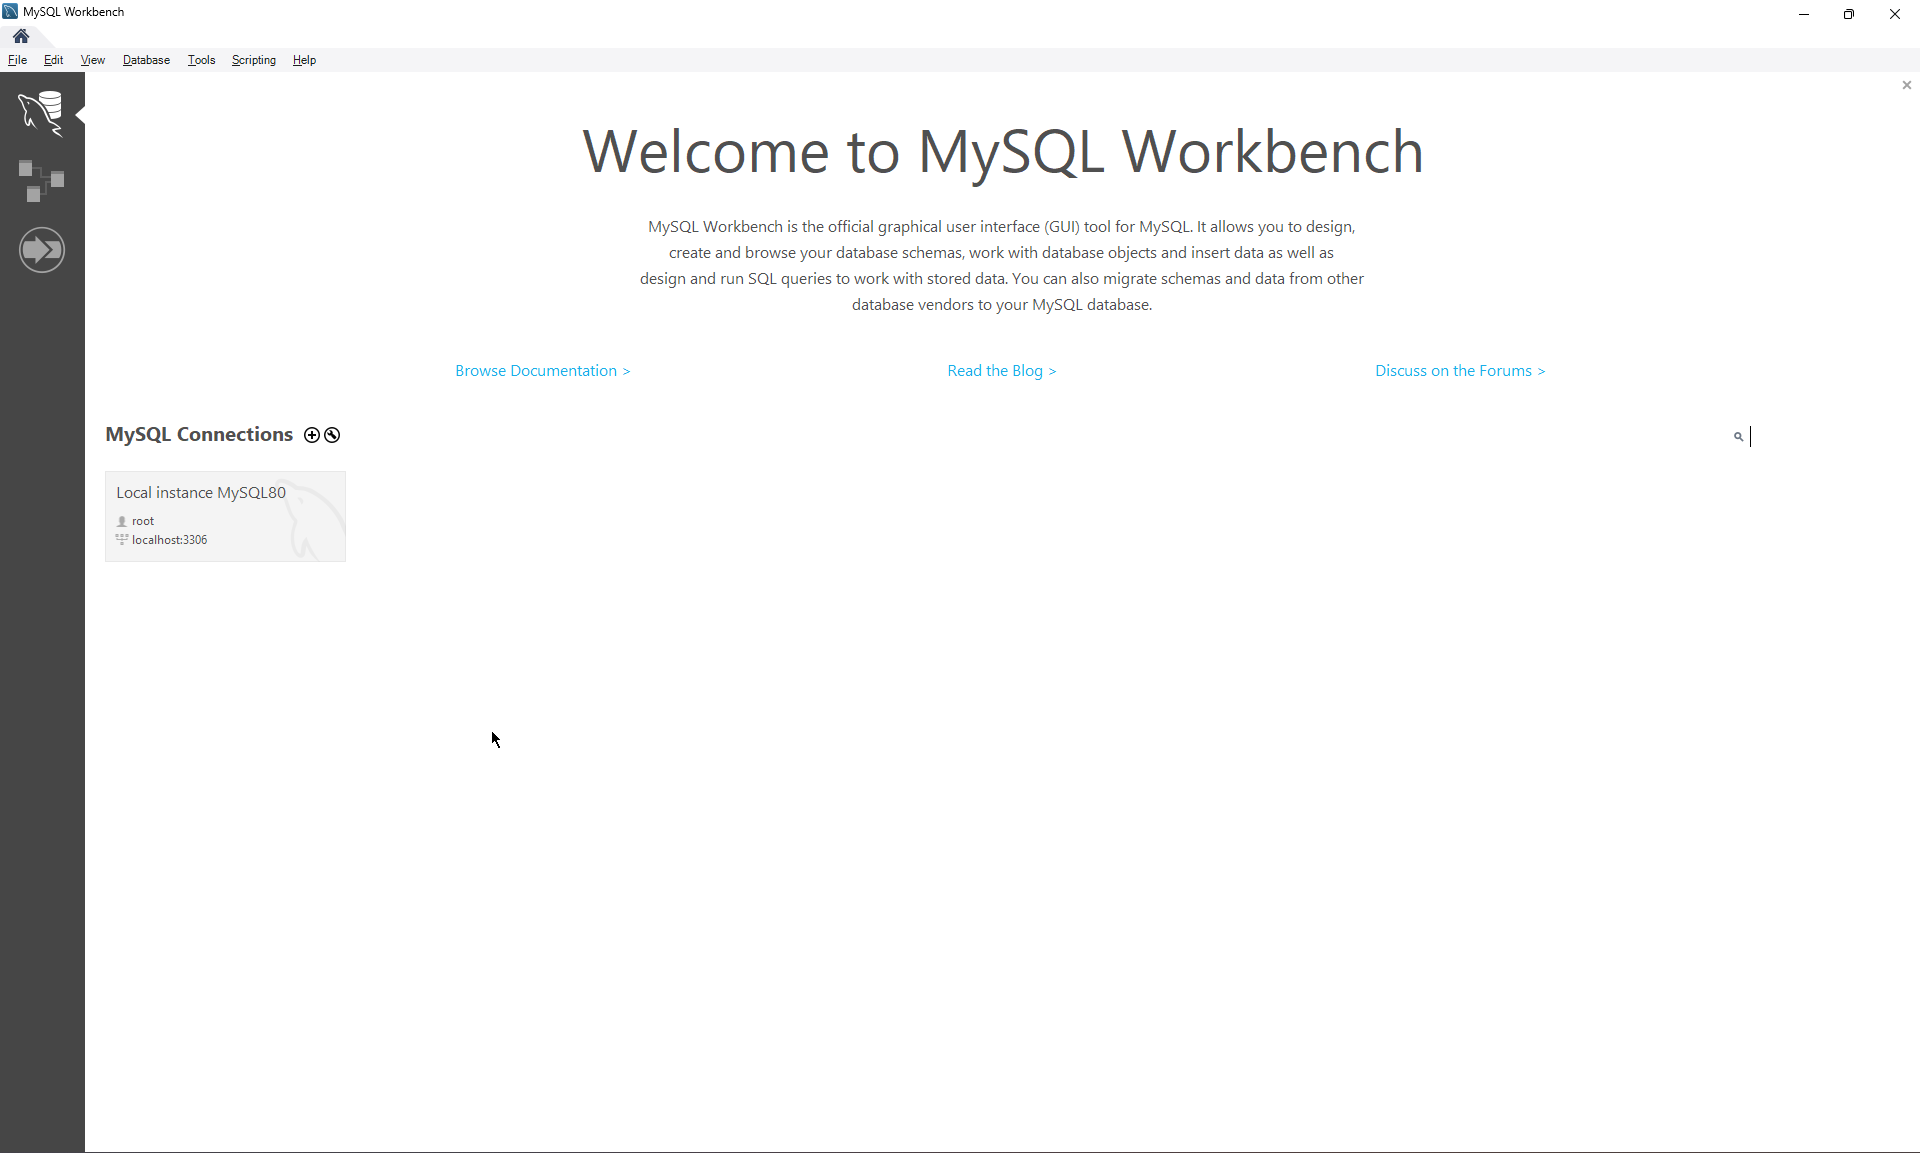 MySQL Workbench
File Edit View Database Tools Scripting Help
Welcome to MySQL Workbench
MySQL Workbench is the official graphical user interface (GUI) tool for MySQL. It allows you to design,
create and browse your database schemas, work with database objects and insert data as well as
design and run SQL queries to work with stored data. You can also migrate schemas and data from other
database vendors to your MySQL database.
Browse Documentation > Read the Blog > Discuss on the Forums >
MySQL Connections
Local instance MySQL80
root
localhost:3306